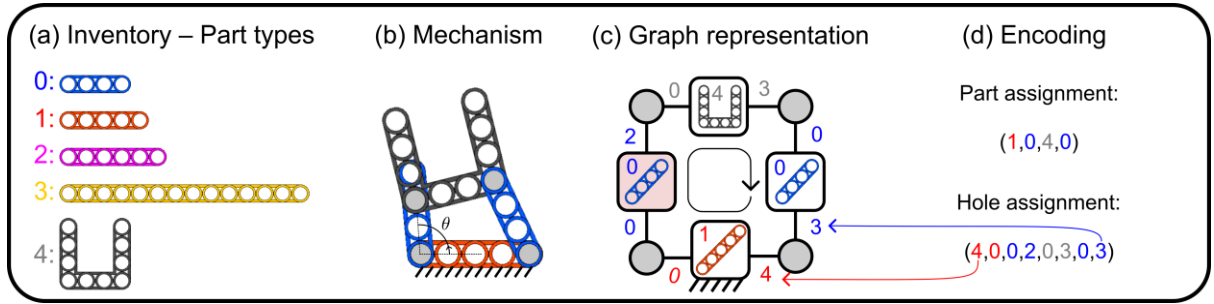 (a) Inventory – Part types
0:
1:
2:
3:
4:
(b) Mechanism
θ
(c) Graph representation
0 4 3
2 0
0 0
0 3
1
0 4
(d) Encoding
Part assignment:
(1,0,4,0)
Hole assignment:
(4,0,0,2,0,3,0,3)